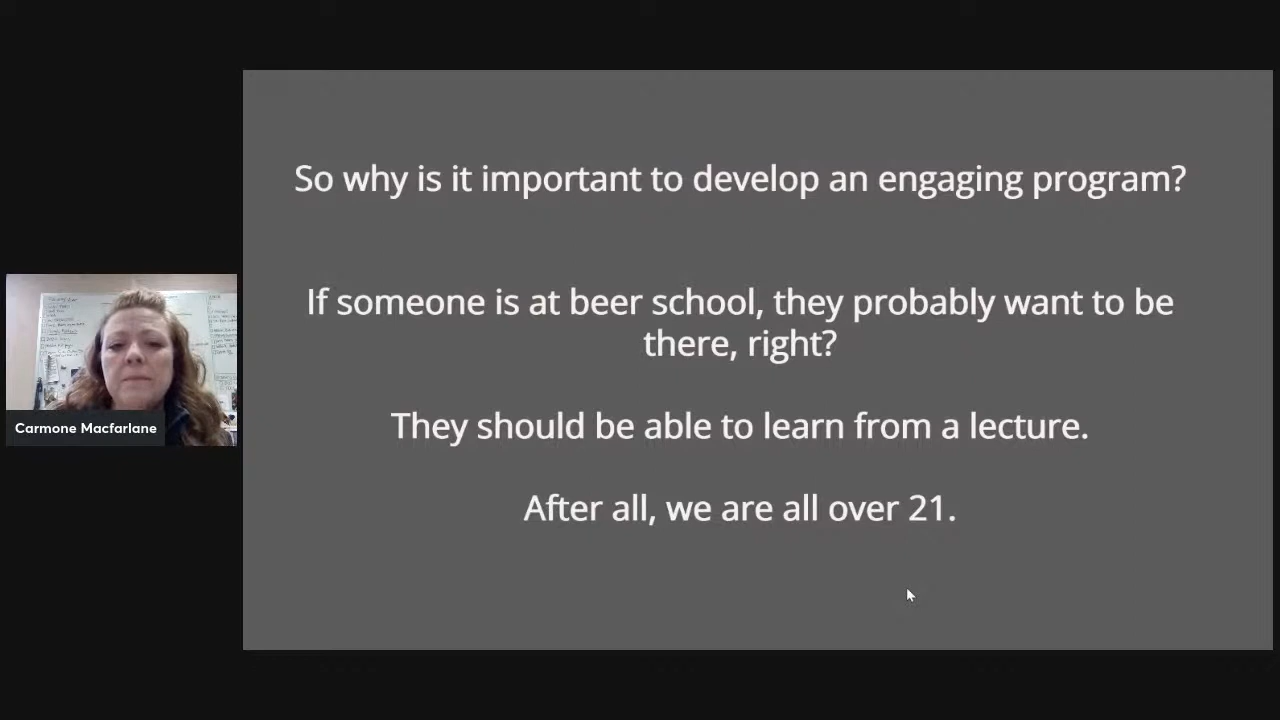 So why is it important to develop an engaging program?
If someone is at beer school, they probably want to be
there, right?
They should be able to learn from a lecture.
After all, we are all over 21.
Carmone Macfarlane